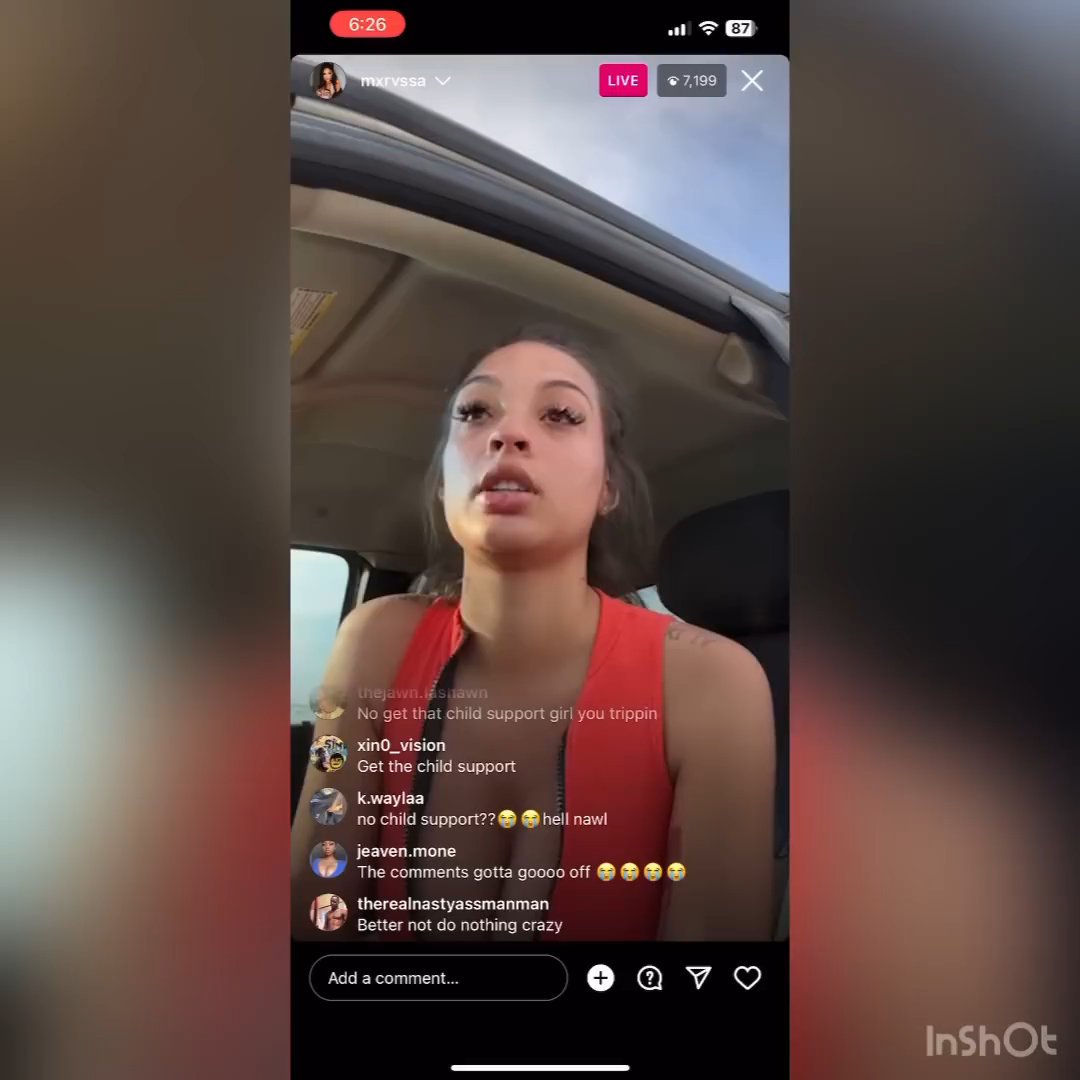 6:26
87
mxrvssa
LIVE
7,199
thejawn.lashawn
No get that child support girl you trippin
xin0_vision
Get the child support
k.waylaa
no child support??😭😭hell nawl
jeaven.mone
The comments gotta goooo off 😭😭😭😭
therealnastyassmanman
Better not do nothing crazy
Add a comment...
InShOt